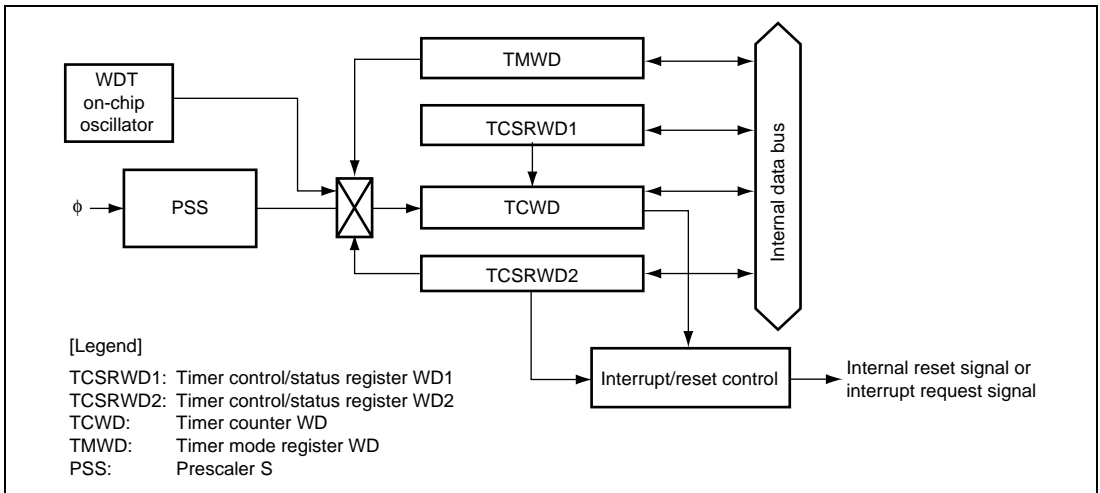 WDT
on-chip
oscillator
TMWD
TCSRWD1
ϕ
PSS
TCWD
TCSRWD2
Internal data bus
Interrupt/reset control
Internal reset signal or
interrupt request signal
[Legend]
TCSRWD1: Timer control/status register WD1
TCSRWD2: Timer control/status register WD2
TCWD: Timer counter WD
TMWD: Timer mode register WD
PSS: Prescaler S